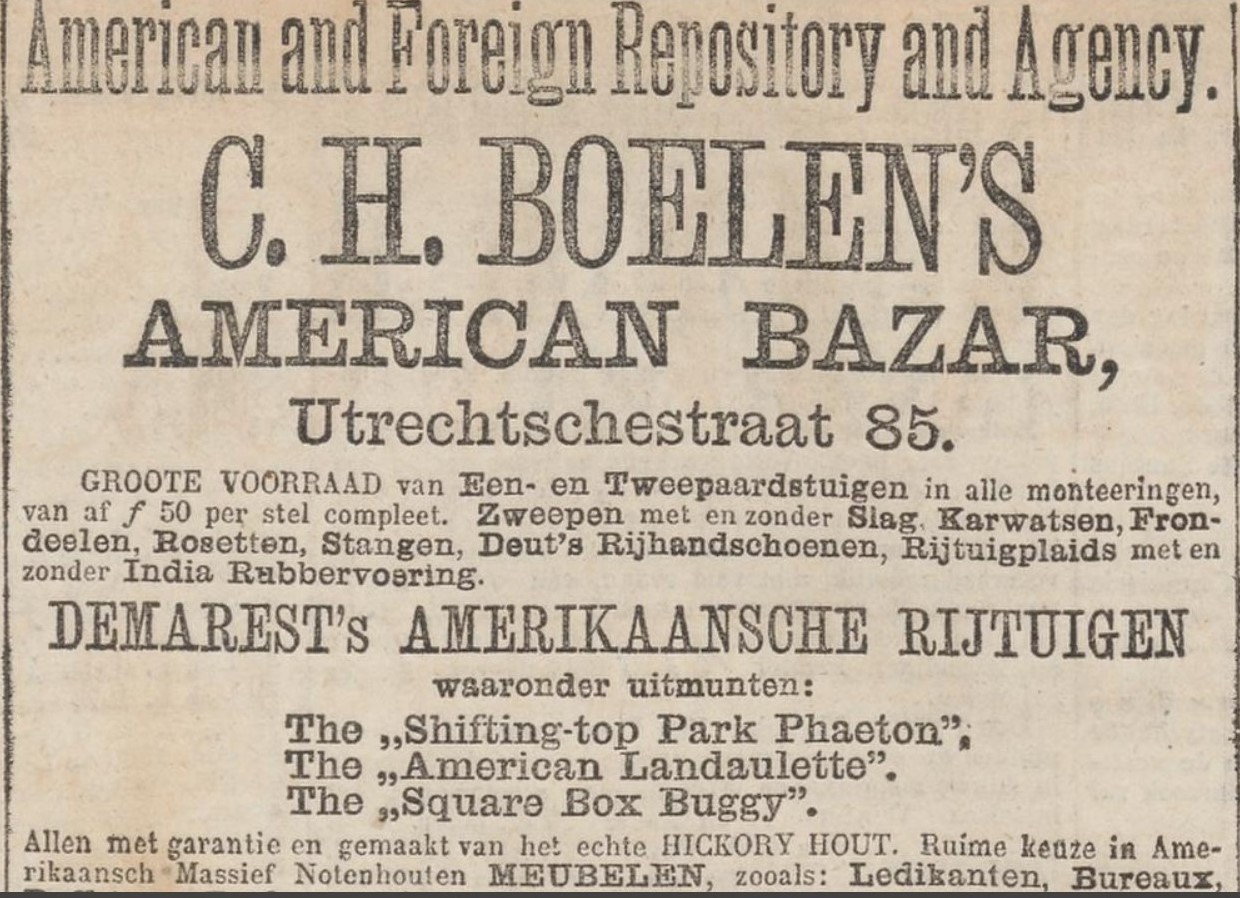 American and Foreign Repository and Agency.
C. H. BOELEN'S
AMERICAN BAZAR,
Utrechtschestraat 85.
GROOTE VOORRAAD van Een- en Tweepaardstuigen in alle monteeringen,
van af f 50 per stel compleet. Zweepen met en zonder Slag, Karwatsen, Fron-
deelen, Rosetten, Stangen, Deut's Rijhandschoenen, Rijtuigplaids met en
zonder India Rubbervoering.
DEMAREST's AMERIKAANSCHE RIJTUIGEN
waaronder uitmunten:
The „Shifting-top Park Phaeton”,
The „American Landaulette”.
The „Square Box Buggy”.
Allen met garantie en gemaakt van het echte HICKORY HOUT. Ruime keuze in Ame-
rikaansch Massief Notenhouten MEUBELEN, zooals: Ledikanten, Bureaux,